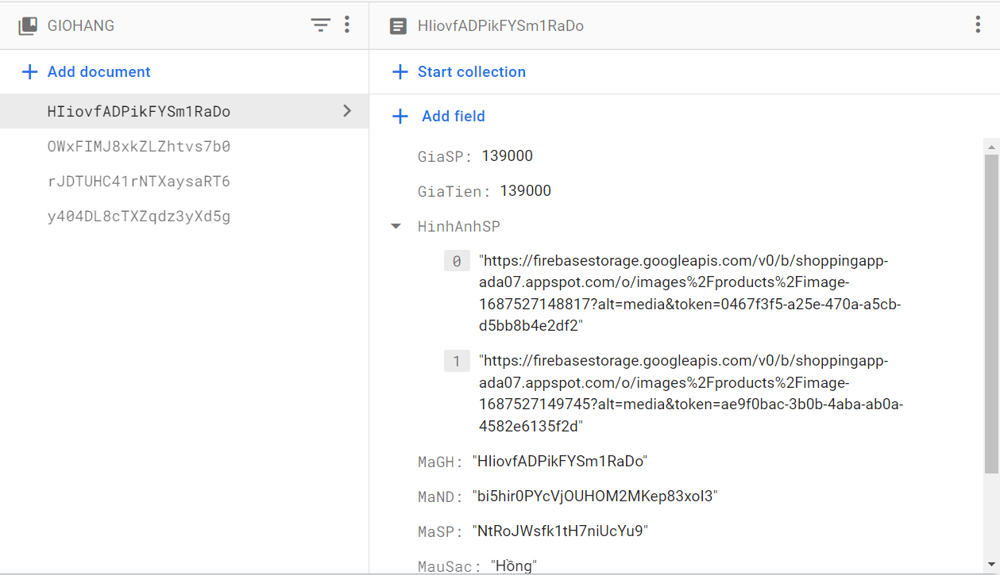 GIOHANG
HIiovfADPikFYSm1RaDo
Add document
Start collection
HIiovfADPikFYSm1RaDo
OWxFIMJ8xkZLZhtvs7b0
rJDTUHC41rNTXaysaRT6
y404DL8cTXZqdz3yXd5g
Add field
GiaSP: 139000
GiaTien: 139000
HinhAnhSP
0 "https://firebasestorage.googleapis.com/v0/b/shoppingapp-
ada07.appspot.com/o/images%2Fproducts%2Fimage-
1687527148817?alt=media&token=0467f3f5-a25e-470a-a5cb-
d5bb8b4e2df2"
1 "https://firebasestorage.googleapis.com/v0/b/shoppingapp-
ada07.appspot.com/o/images%2Fproducts%2Fimage-
1687527149745?alt=media&token=ae9f0bac-3b0b-4aba-ab0a-
4582e6135f2d"
MaGH: "HIiovfADPikFYSm1RaDo"
MaND: "bi5hir0PYcVjOUHOM2MKep83xoI3"
MaSP: "NtRoJWsfk1tH7niUcYu9"
MauSac: "Hồng"